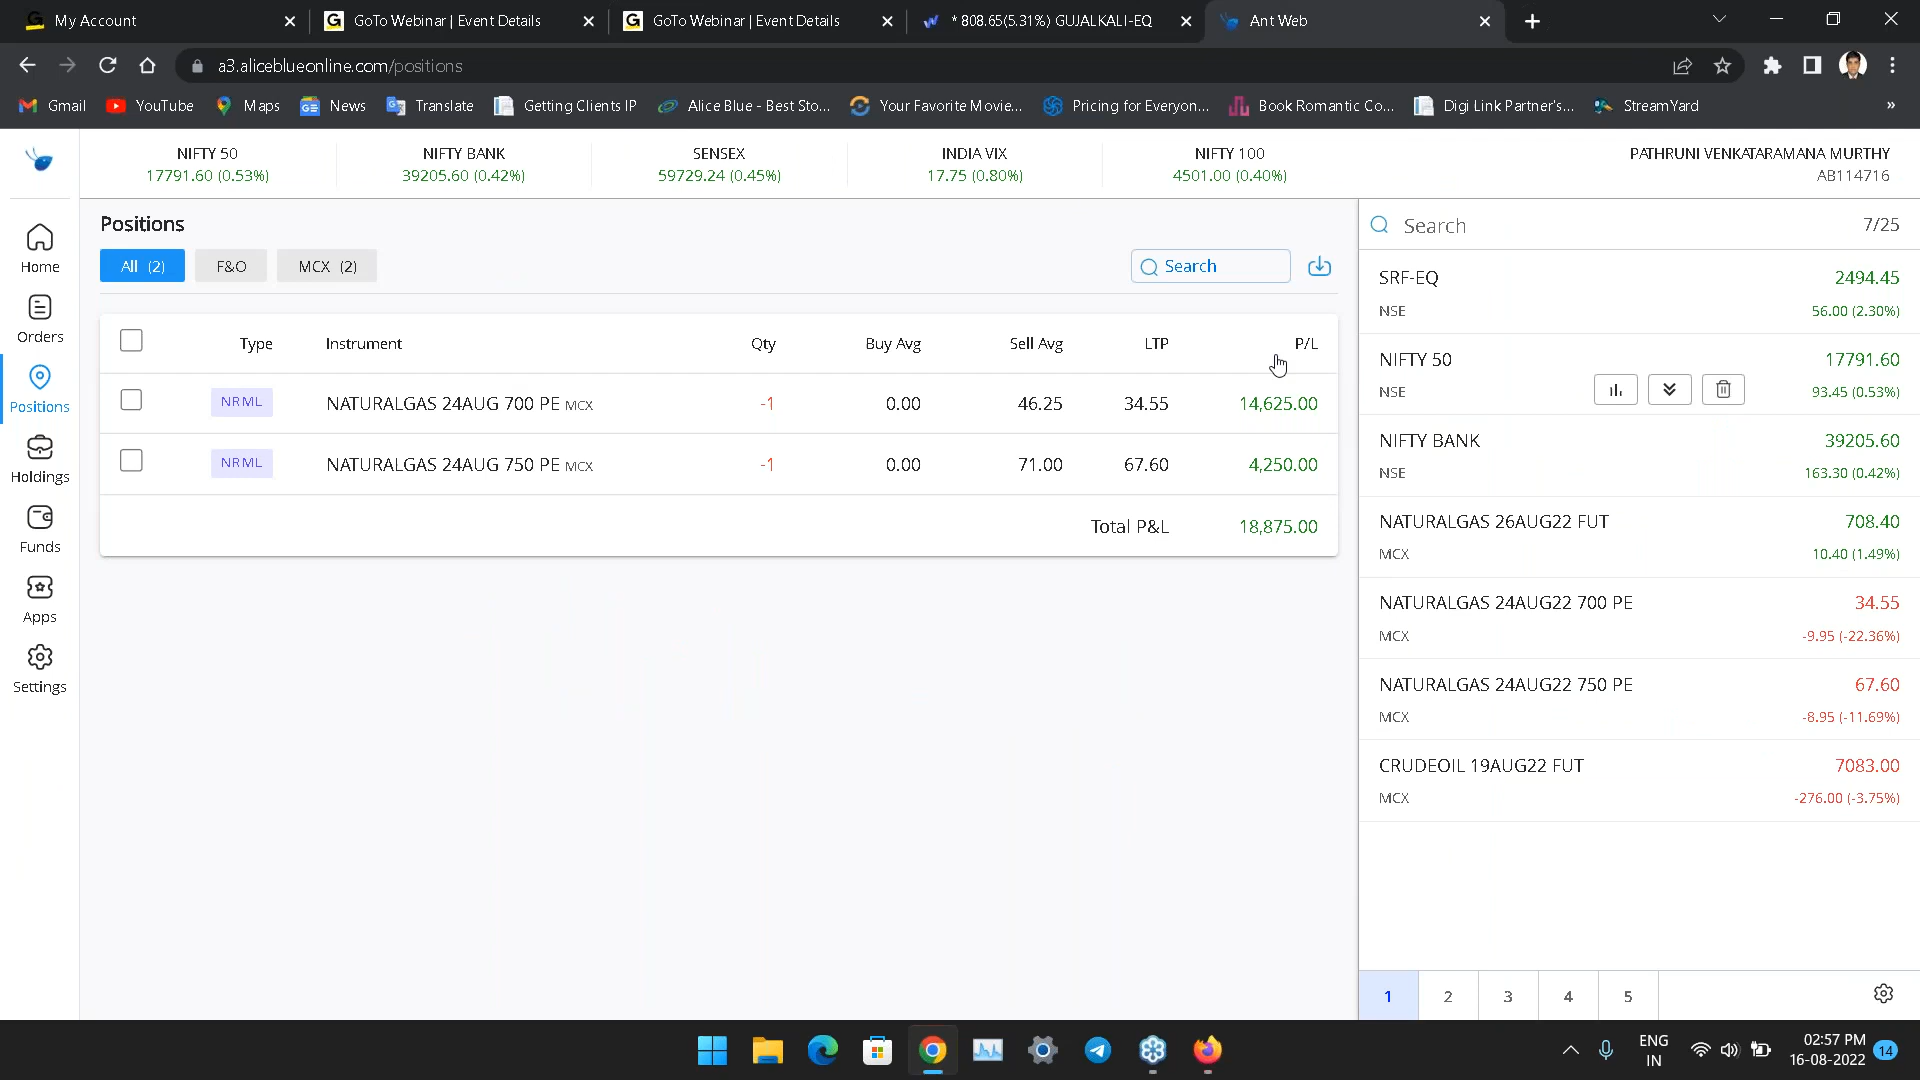 My Account
GoTo Webinar | Event Details
GoTo Webinar | Event Details
* 808.65(5.31%) GUJALKALI-EQ
Ant Web
a3.aliceblueonline.com/positions
Gmail
YouTube
Maps
News
Translate
Getting Clients IP
Alice Blue - Best Sto...
Your Favorite Movie...
Pricing for Everyon...
Book Romantic Co...
Digi Link Partner's...
StreamYard
»
NIFTY 50
17791.60 (0.53%)
NIFTY BANK
39205.60 (0.42%)
SENSEX
59729.24 (0.45%)
INDIA VIX
17.75 (0.80%)
NIFTY 100
4501.00 (0.40%)
PATHRUNI VENKATARAMANA MURTHY
AB114716
Home
Orders
Positions
Holdings
Funds
Apps
Settings
Positions
All (2)
F&O
MCX (2)
Search
Type Instrument Qty Buy Avg Sell Avg LTP P/L
NRML NATURALGAS 24AUG 700 PE MCX -1 0.00 46.25 34.55 14,625.00
NRML NATURALGAS 24AUG 750 PE MCX -1 0.00 71.00 67.60 4,250.00
Total P&L 18,875.00
Search 7/25
SRF-EQ 2494.45
NSE 56.00 (2.30%)
NIFTY 50 17791.60
NSE 93.45 (0.53%)
NIFTY BANK 39205.60
NSE 163.30 (0.42%)
NATURALGAS 26AUG22 FUT 708.40
MCX 10.40 (1.49%)
NATURALGAS 24AUG22 700 PE 34.55
MCX -9.95 (-22.36%)
NATURALGAS 24AUG22 750 PE 67.60
MCX -8.95 (-11.69%)
CRUDEOIL 19AUG22 FUT 7083.00
MCX -276.00 (-3.75%)
1 2 3 4 5
ENG
IN
02:57 PM
16-08-2022
14